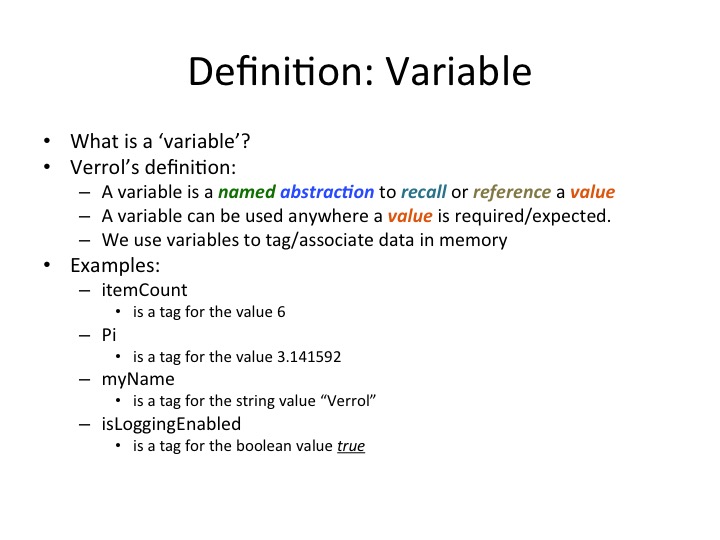 Definition: Variable
• What is a ‘variable’?
• Verrol’s definition:
– A variable is a named abstraction to recall or reference a value
– A variable can be used anywhere a value is required/expected.
– We use variables to tag/associate data in memory
• Examples:
– itemCount
• is a tag for the value 6
– Pi
• is a tag for the value 3.141592
– myName
• is a tag for the string value “Verrol”
– isLoggingEnabled
• is a tag for the boolean value true